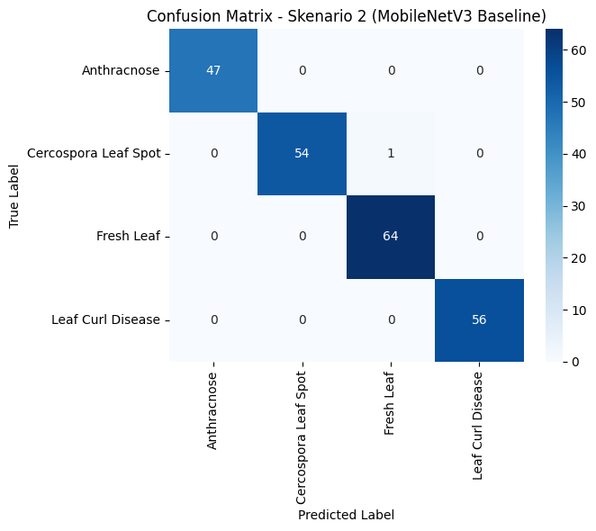 Confusion Matrix - Skenario 2 (MobileNetV3 Baseline)
True Label
Anthracnose 47 0 0 0
Cercospora Leaf Spot 0 54 1 0
Fresh Leaf 0 0 64 0
Leaf Curl Disease 0 0 0 56
Anthracnose
Cercospora Leaf Spot
Fresh Leaf
Leaf Curl Disease
Predicted Label
60
50
40
30
20
10
0